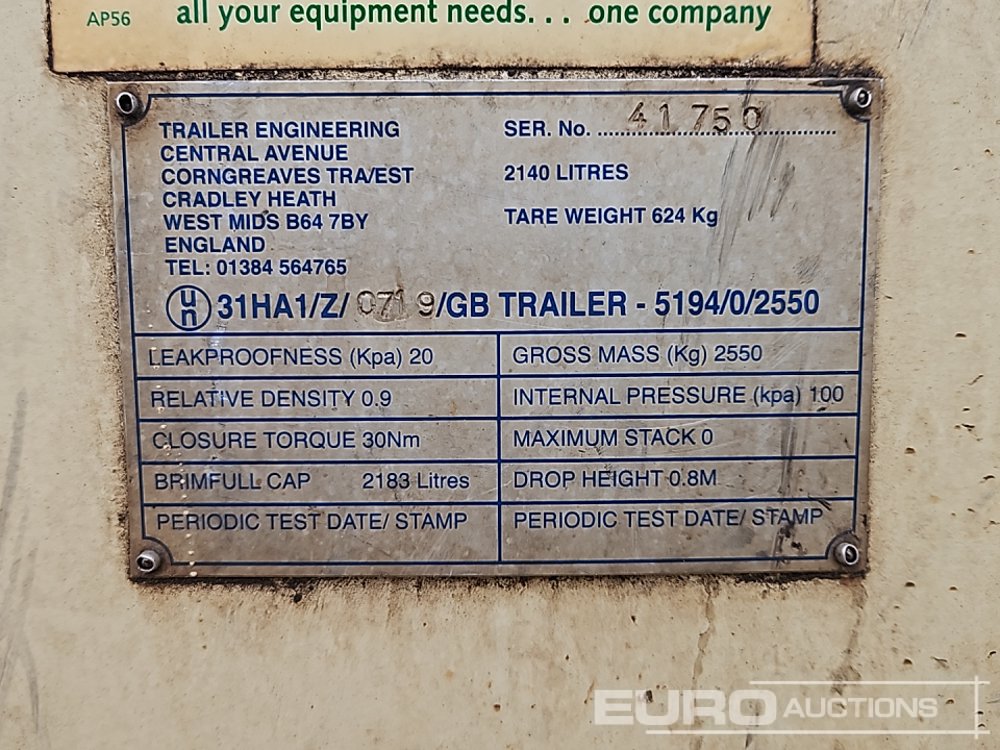 AP56 all your equipment needs... one company
TRAILER ENGINEERING
CENTRAL AVENUE
CORNGREAVES TRA/EST
CRADLEY HEATH
WEST MIDS B64 7BY
ENGLAND
TEL: 01384 564765
SER. No. 41750
2140 LITRES
TARE WEIGHT 624 Kg
un 31HA1/Z/0719/GB TRAILER - 5194/0/2550
LEAKPROOFNESS (Kpa) 20
GROSS MASS (Kg) 2550
RELATIVE DENSITY 0.9
INTERNAL PRESSURE (kpa) 100
CLOSURE TORQUE 30Nm
MAXIMUM STACK 0
BRIMFULL CAP 2183 Litres
DROP HEIGHT 0.8M
PERIODIC TEST DATE/ STAMP
PERIODIC TEST DATE/ STAMP
EURO AUCTIONS